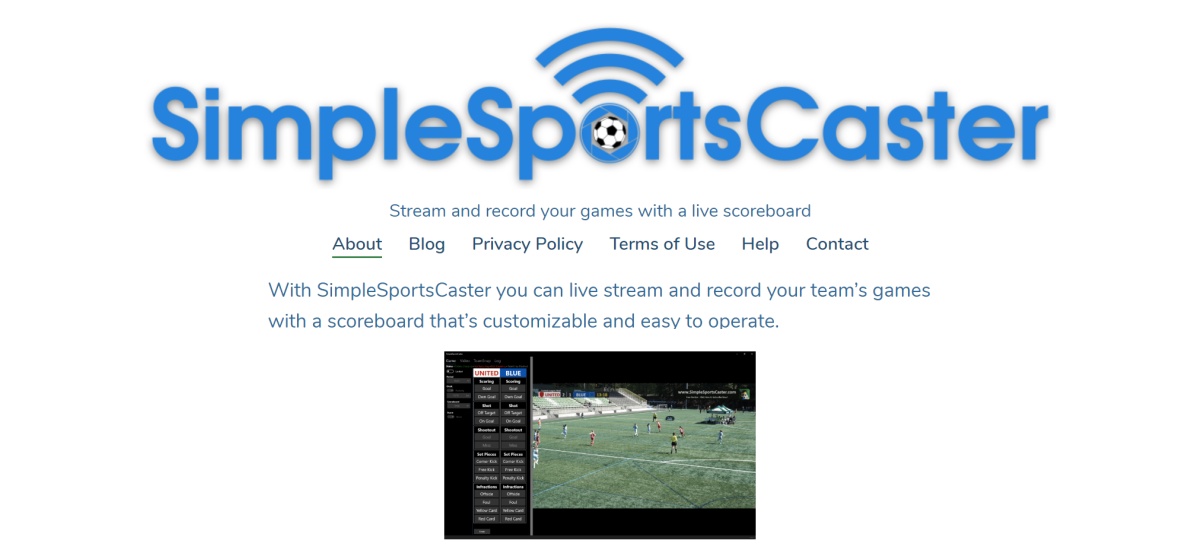 SimpleSportsCaster
Stream and record your games with a live scoreboard
About Blog Privacy Policy Terms of Use Help Contact
With SimpleSportsCaster you can live stream and record your team's games
with a scoreboard that's customizable and easy to operate.
UNITED BLUE
Scoring Scoring
Goal Goal
Own Goal Own Goal
Shot Shot
Off Target Off Target
On Goal On Goal
Shootout Shootout
Set Pieces Set Pieces
Corner Kick Corner Kick
Free Kick Free Kick
Penalty Kick Penalty Kick
Infractions Infractions
Offside Offside
Foul Foul
Yellow Card Yellow Card
Red Card Red Card
www.SimpleSportsCaster.com
UNITED BLUE